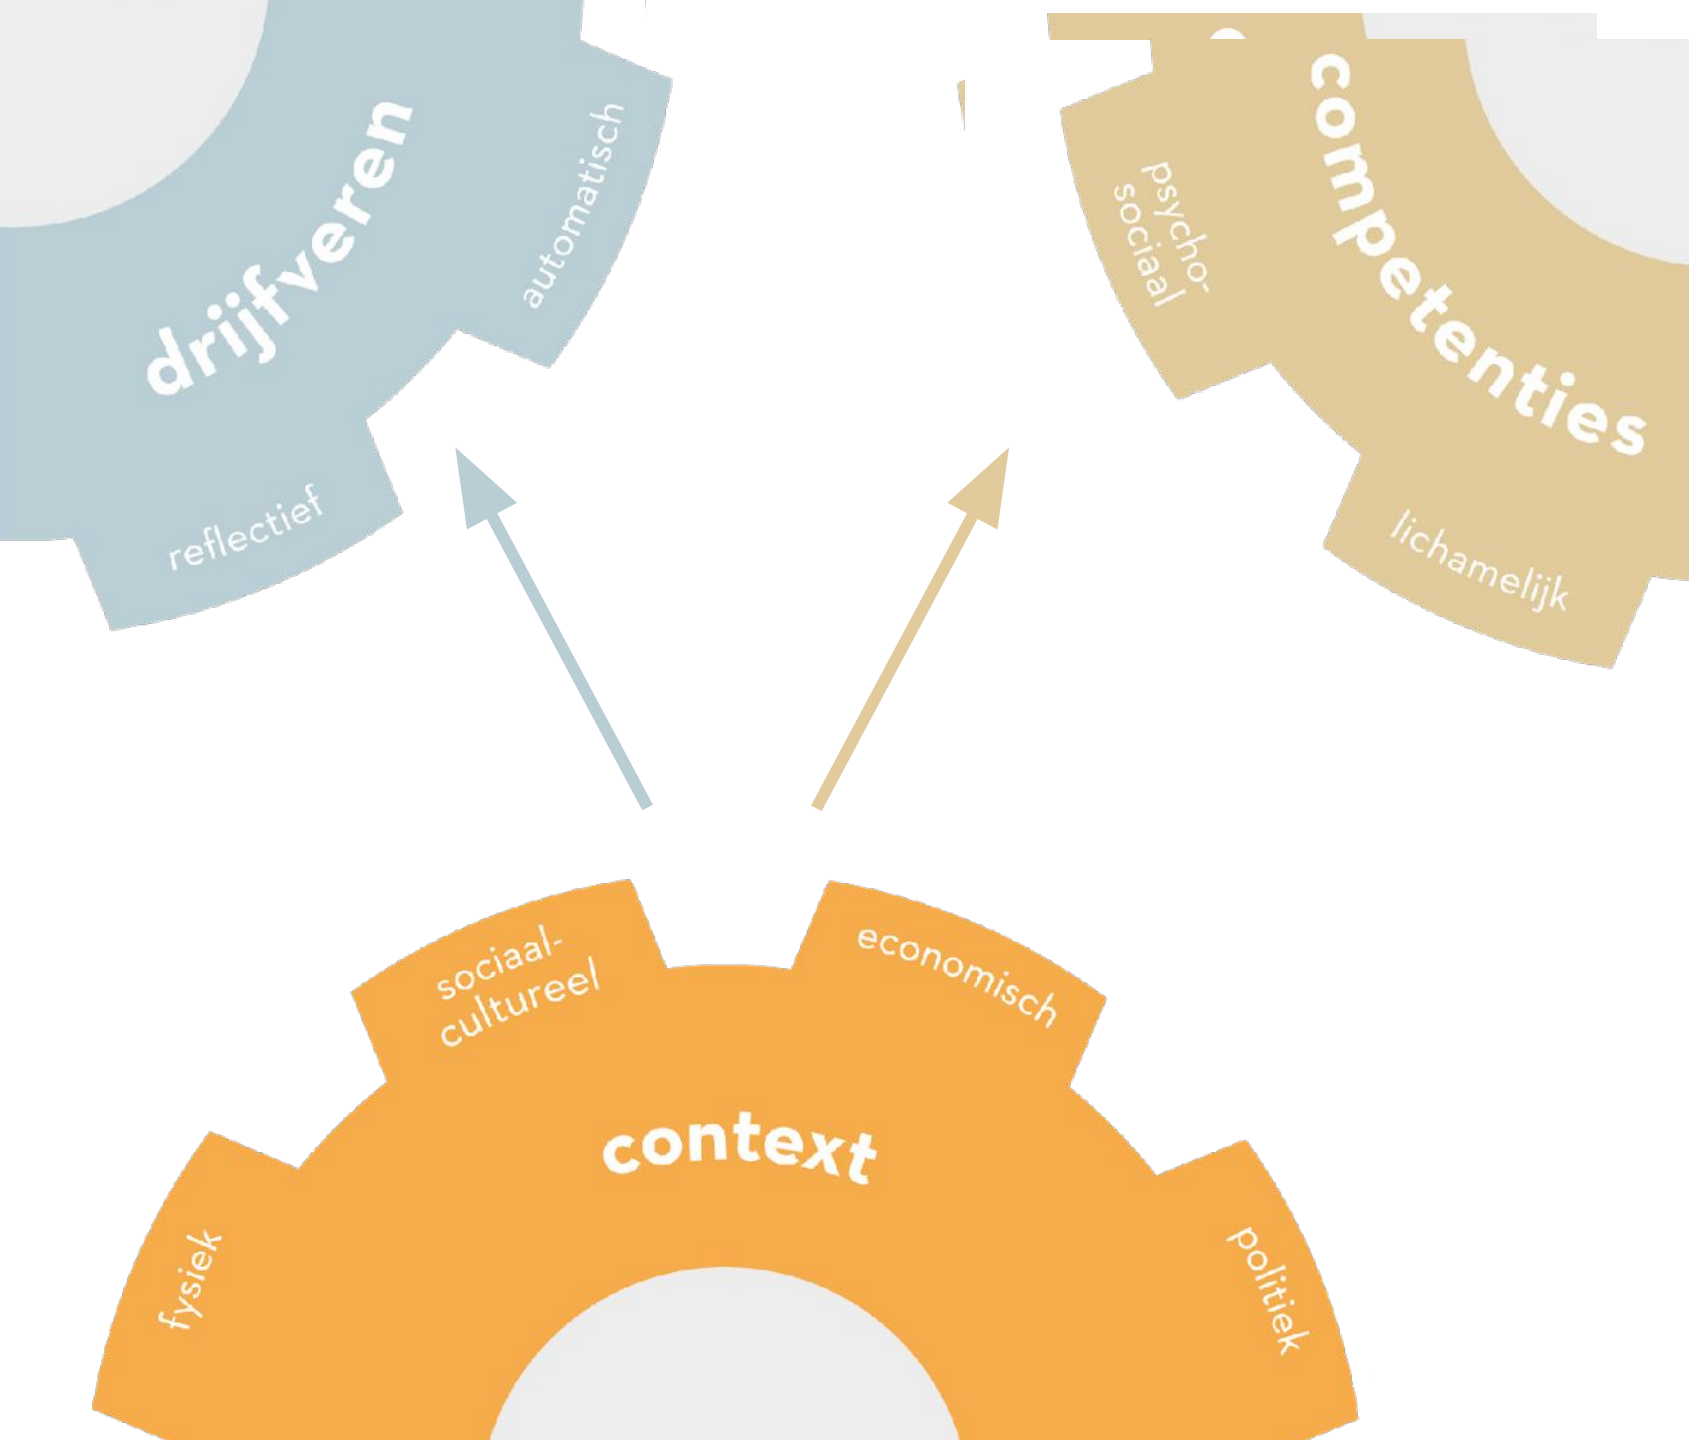 drijfveren
automatisch
reflectief
competenties
psycho-
sociaal
lichamelijk
context
sociaal-
cultureel
economisch
fysiek
politiek